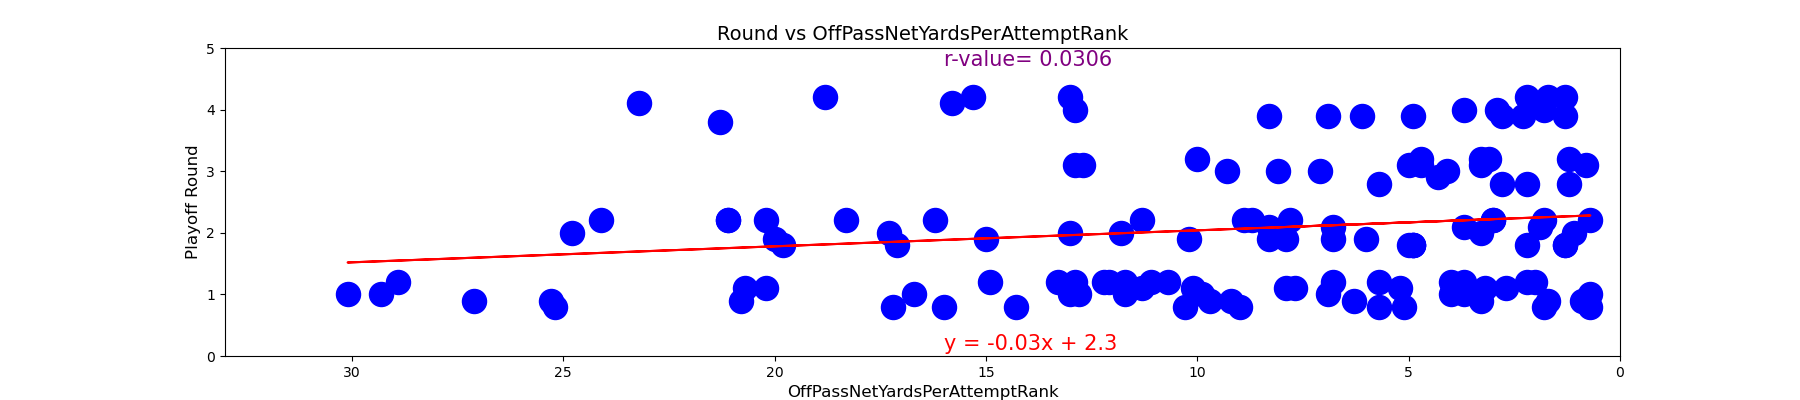 Round vs OffPassNetYardsPerAttemptRank
r-value= 0.0306
5
4
3
2
1
0
Playoff Round
y = -0.03x + 2.3
30 25 20 15 10 5 0
OffPassNetYardsPerAttemptRank